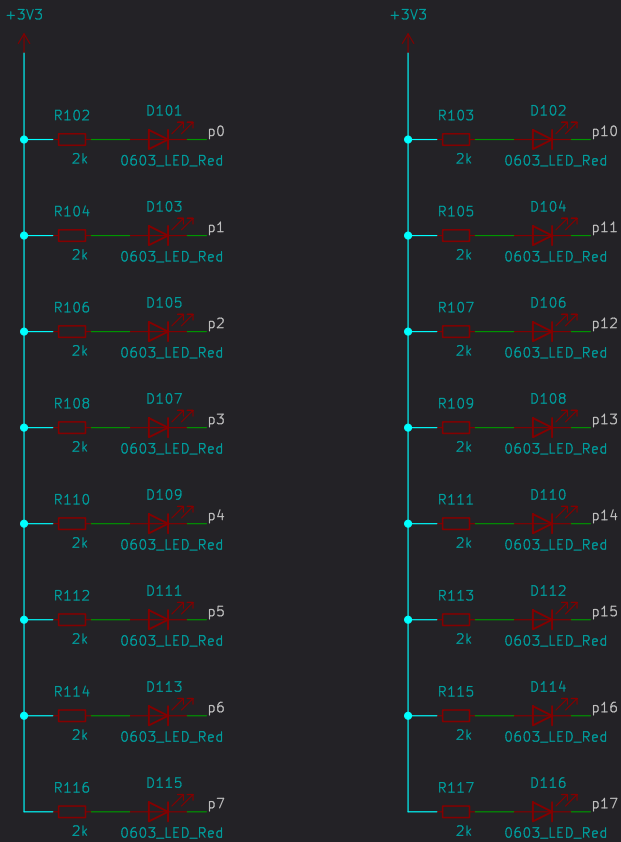 +3V3
+3V3
R102
D101
p0
2k
0603_LED_Red
R103
D102
p10
2k
0603_LED_Red
R104
D103
p1
2k
0603_LED_Red
R105
D104
p11
2k
0603_LED_Red
R106
D105
p2
2k
0603_LED_Red
R107
D106
p12
2k
0603_LED_Red
R108
D107
p3
2k
0603_LED_Red
R109
D108
p13
2k
0603_LED_Red
R110
D109
p4
2k
0603_LED_Red
R111
D110
p14
2k
0603_LED_Red
R112
D111
p5
2k
0603_LED_Red
R113
D112
p15
2k
0603_LED_Red
R114
D113
p6
2k
0603_LED_Red
R115
D114
p16
2k
0603_LED_Red
R116
D115
p7
2k
0603_LED_Red
R117
D116
p17
2k
0603_LED_Red